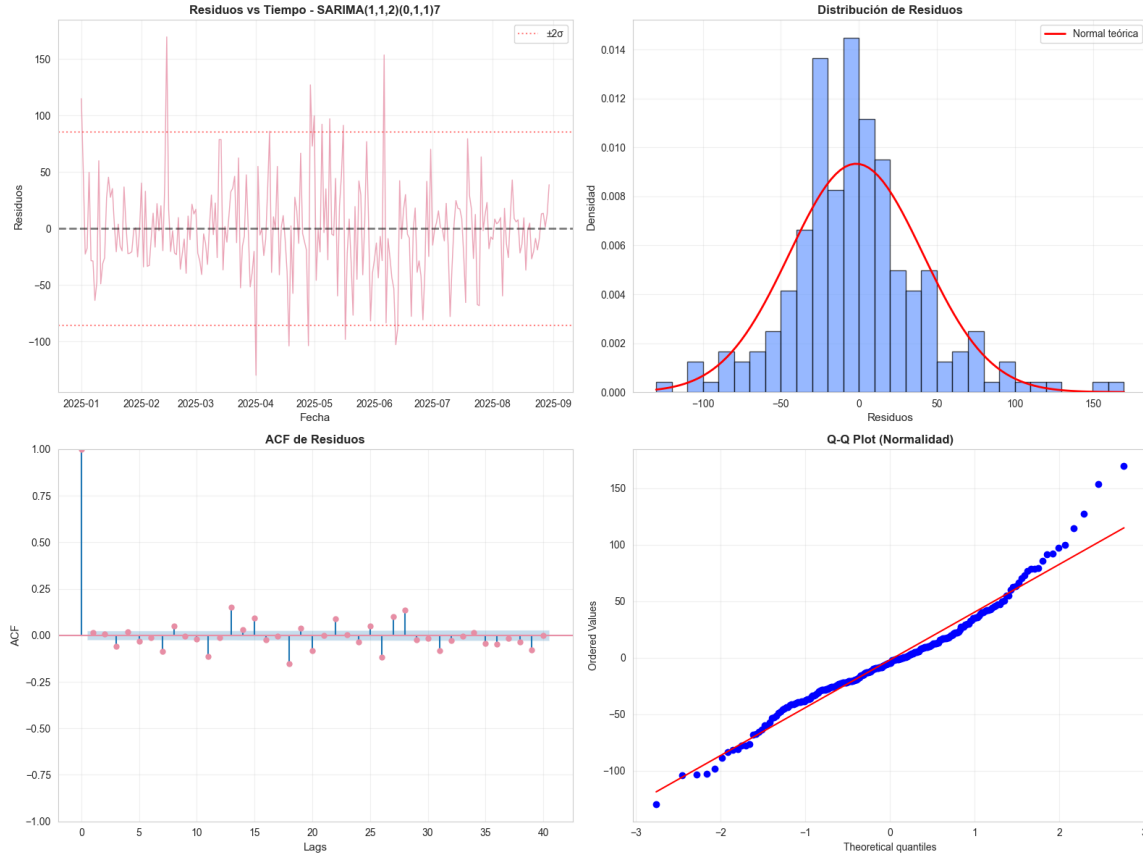 Residuos vs Tiempo - SARIMA(1,1,2)(0,1,1)7
±2σ
150
100
50
0
−50
−100
Residuos
2025-01 2025-02 2025-03 2025-04 2025-05 2025-06 2025-07 2025-08 2025-09
Fecha
Distribución de Residuos
Normal teórica
0.014
0.012
0.010
0.008
0.006
0.004
0.002
0.000
Densidad
−100 −50 0 50 100 150
Residuos
ACF de Residuos
1.00
0.75
0.50
0.25
0.00
−0.25
−0.50
−0.75
−1.00
ACF
0 5 10 15 20 25 30 35 40
Lags
Q-Q Plot (Normalidad)
150
100
50
0
−50
−100
Ordered Values
−3 −2 −1 0 1 2 3
Theoretical quantiles